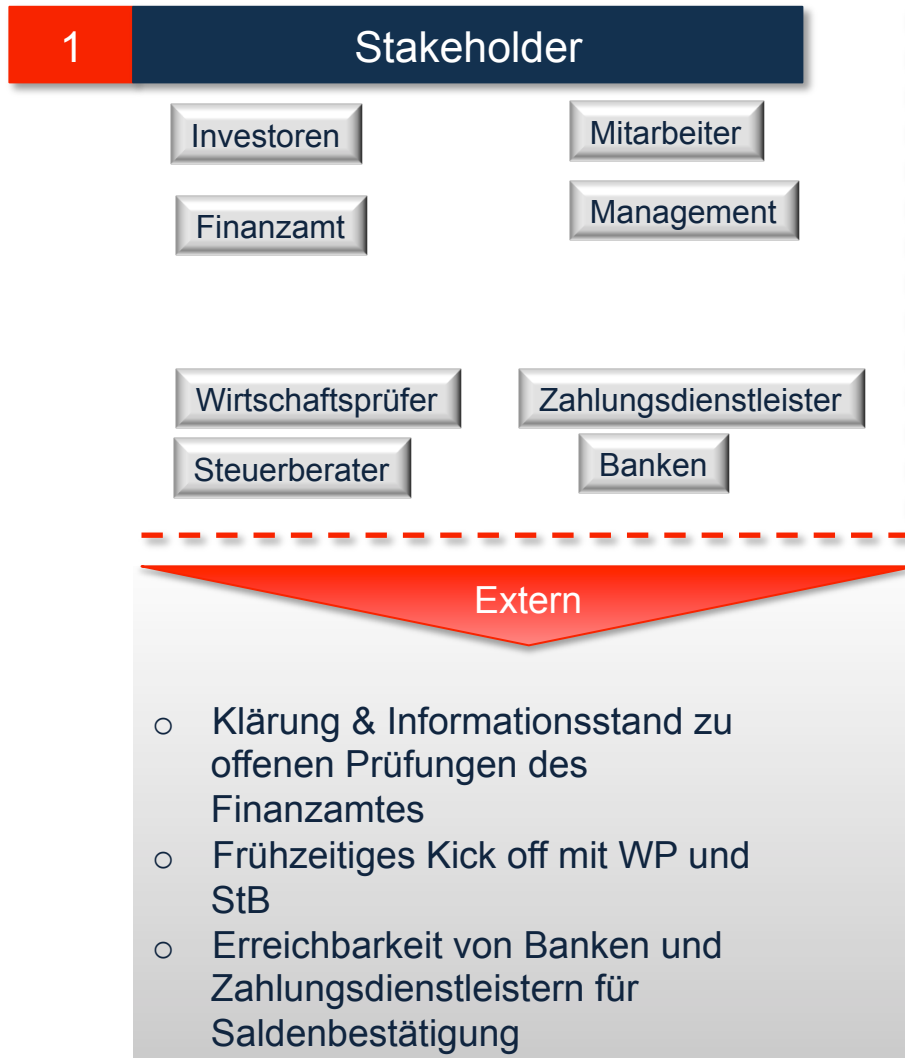 1 Stakeholder
Investoren Mitarbeiter
Finanzamt Management
Wirtschaftsprüfer Zahlungsdienstleister
Steuerberater Banken
Extern
o Klärung & Informationsstand zu
offenen Prüfungen des
Finanzamtes
o Frühzeitiges Kick off mit WP und
StB
o Erreichbarkeit von Banken und
Zahlungsdienstleistern für
Saldenbestätigung